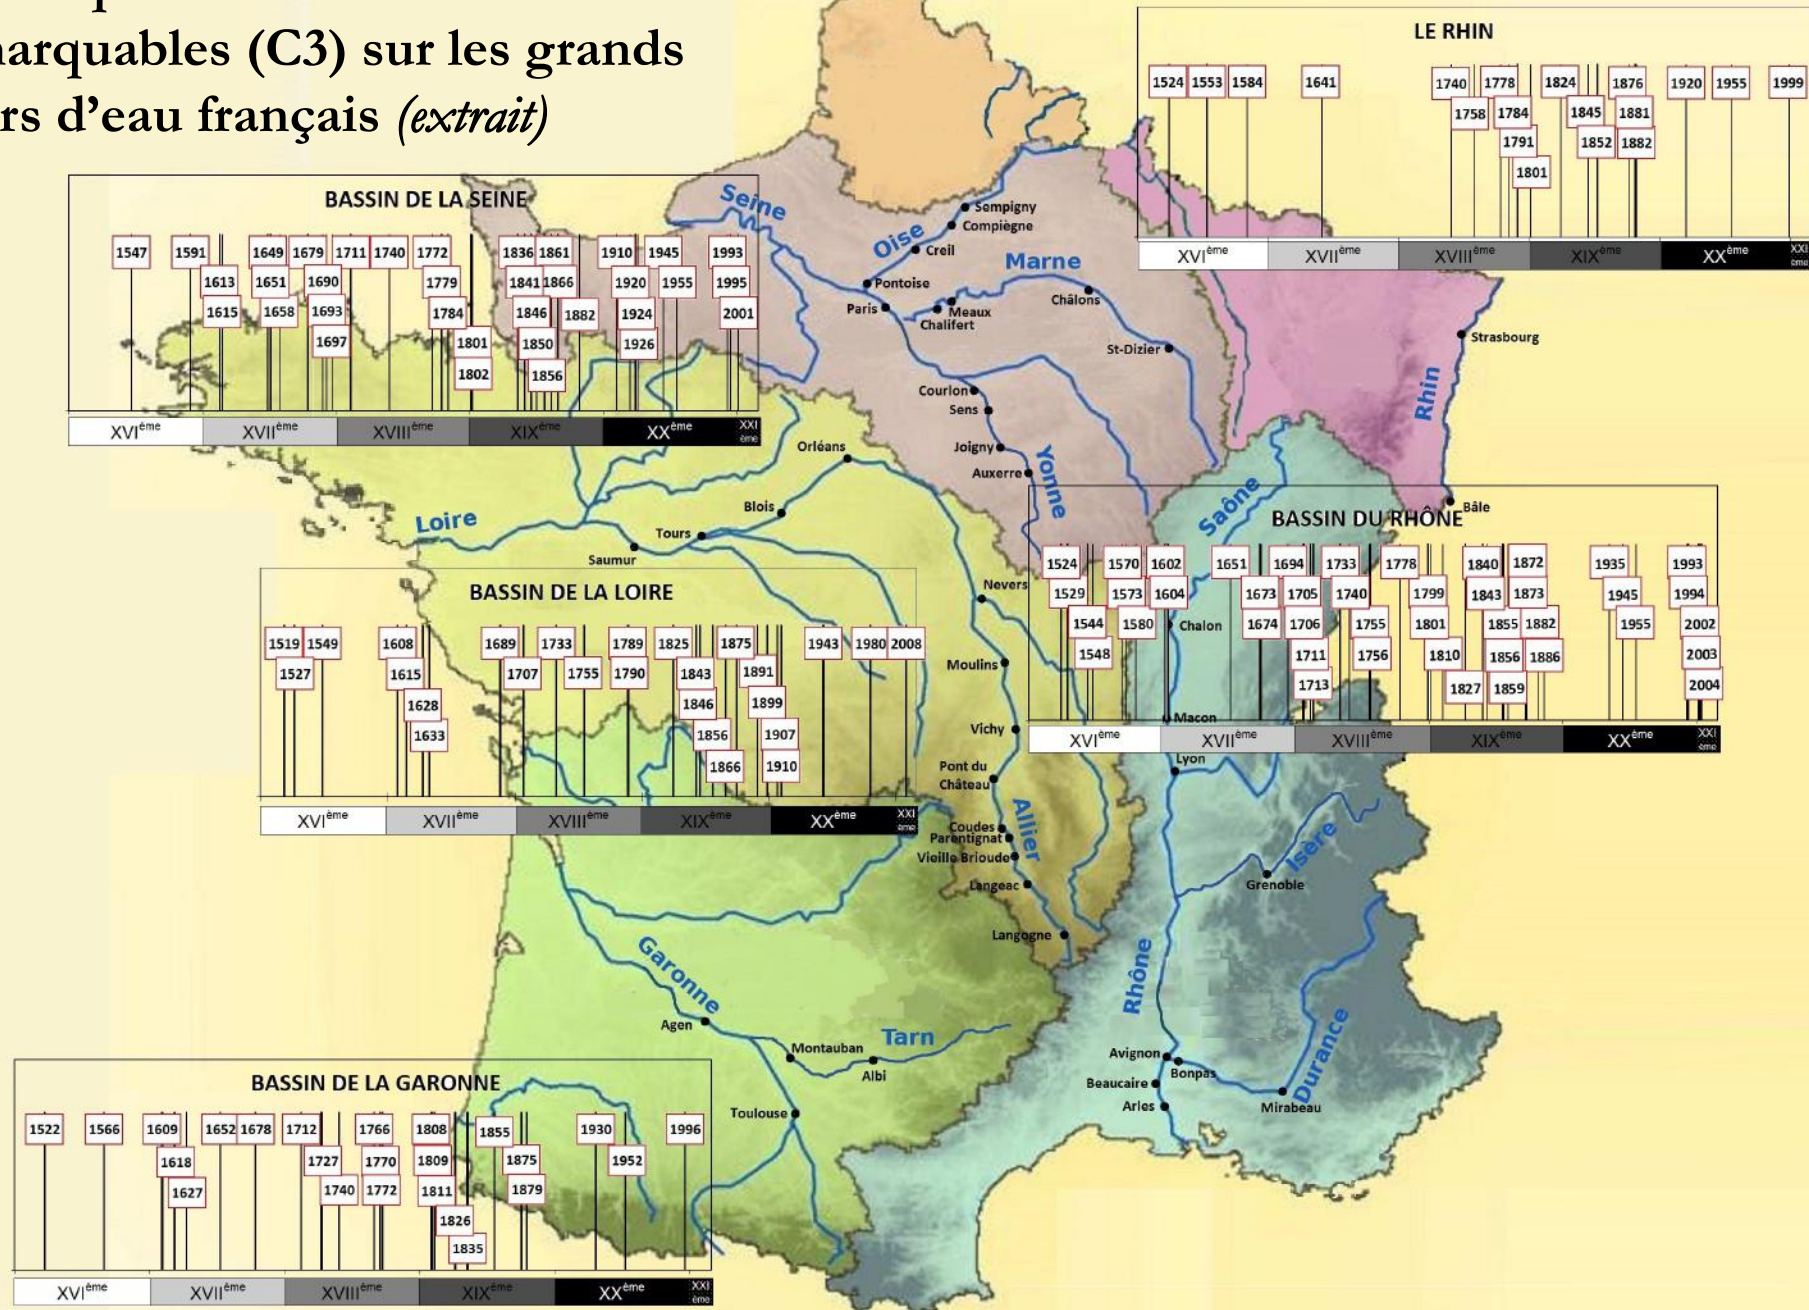 narquables (C3) sur les grands
rs d’eau français (extrait)
LE RHIN
1524 1553 1584 1641 1740 1778 1824 1876 1920 1955 1999
1758 1784 1845 1881
1791 1852 1882
1801
XVIème XVIIème XVIIIème XIXème XXème XXI ème
BASSIN DE LA SEINE
1547 1591 1649 1679 1711 1740 1772 1836 1861 1910 1945 1993
1613 1651 1690 1779 1841 1866 1920 1955 1995
1615 1658 1693 1784 1846 1882 1924 2001
1697 1801 1850 1926
1802 1856
XVIème XVIIème XVIIIème XIXème XXème XXI ème
Seine
Oise
Marne
Sempigny
Compiègne
Creil
Pontoise
Paris
Meaux
Chalifert
Châlons
St-Dizier
Strasbourg
Rhin
Courlon
Sens
Joigny
Auxerre
Yonne
Bâle
Orléans
Blois
Tours
Saumur
Loire
Nevers
Saône
BASSIN DU RHÔNE
1524 1570 1602 1651 1694 1733 1778 1840 1872 1935 1993
1529 1573 1604 1673 1705 1740 1799 1843 1873 1945 1994
1544 1580 1674 1706 1755 1801 1855 1882 1955 2002
1548 1711 1756 1810 1856 1886 2003
1713 1827 1859 2004
XVIème XVIIème XVIIIème XIXème XXème XXI ème
Chalon
Macon
Lyon
BASSIN DE LA LOIRE
1519 1549 1608 1689 1733 1789 1825 1875 1943 1980 2008
1527 1615 1707 1755 1790 1843 1891
1628 1846 1899
1633 1856 1907
1866 1910
XVIème XVIIème XVIIIème XIXème XXème XXI ème
Moulins
Vichy
Pont du
Château
Allier
Coudes
Parentignat
Vieille Brioude
Langeac
Langogne
Isère
Grenoble
Rhône
Durance
Avignon
Bonpas
Beaucaire
Arles
Mirabeau
Garonne
Agen
Montauban
Tarn
Albi
Toulouse
BASSIN DE LA GARONNE
1522 1566 1609 1652 1678 1712 1766 1808 1855 1930 1996
1618 1727 1770 1809 1875 1952
1627 1740 1772 1811 1879
1826
1835
XVIème XVIIème XVIIIème XIXème XXème XXI ème